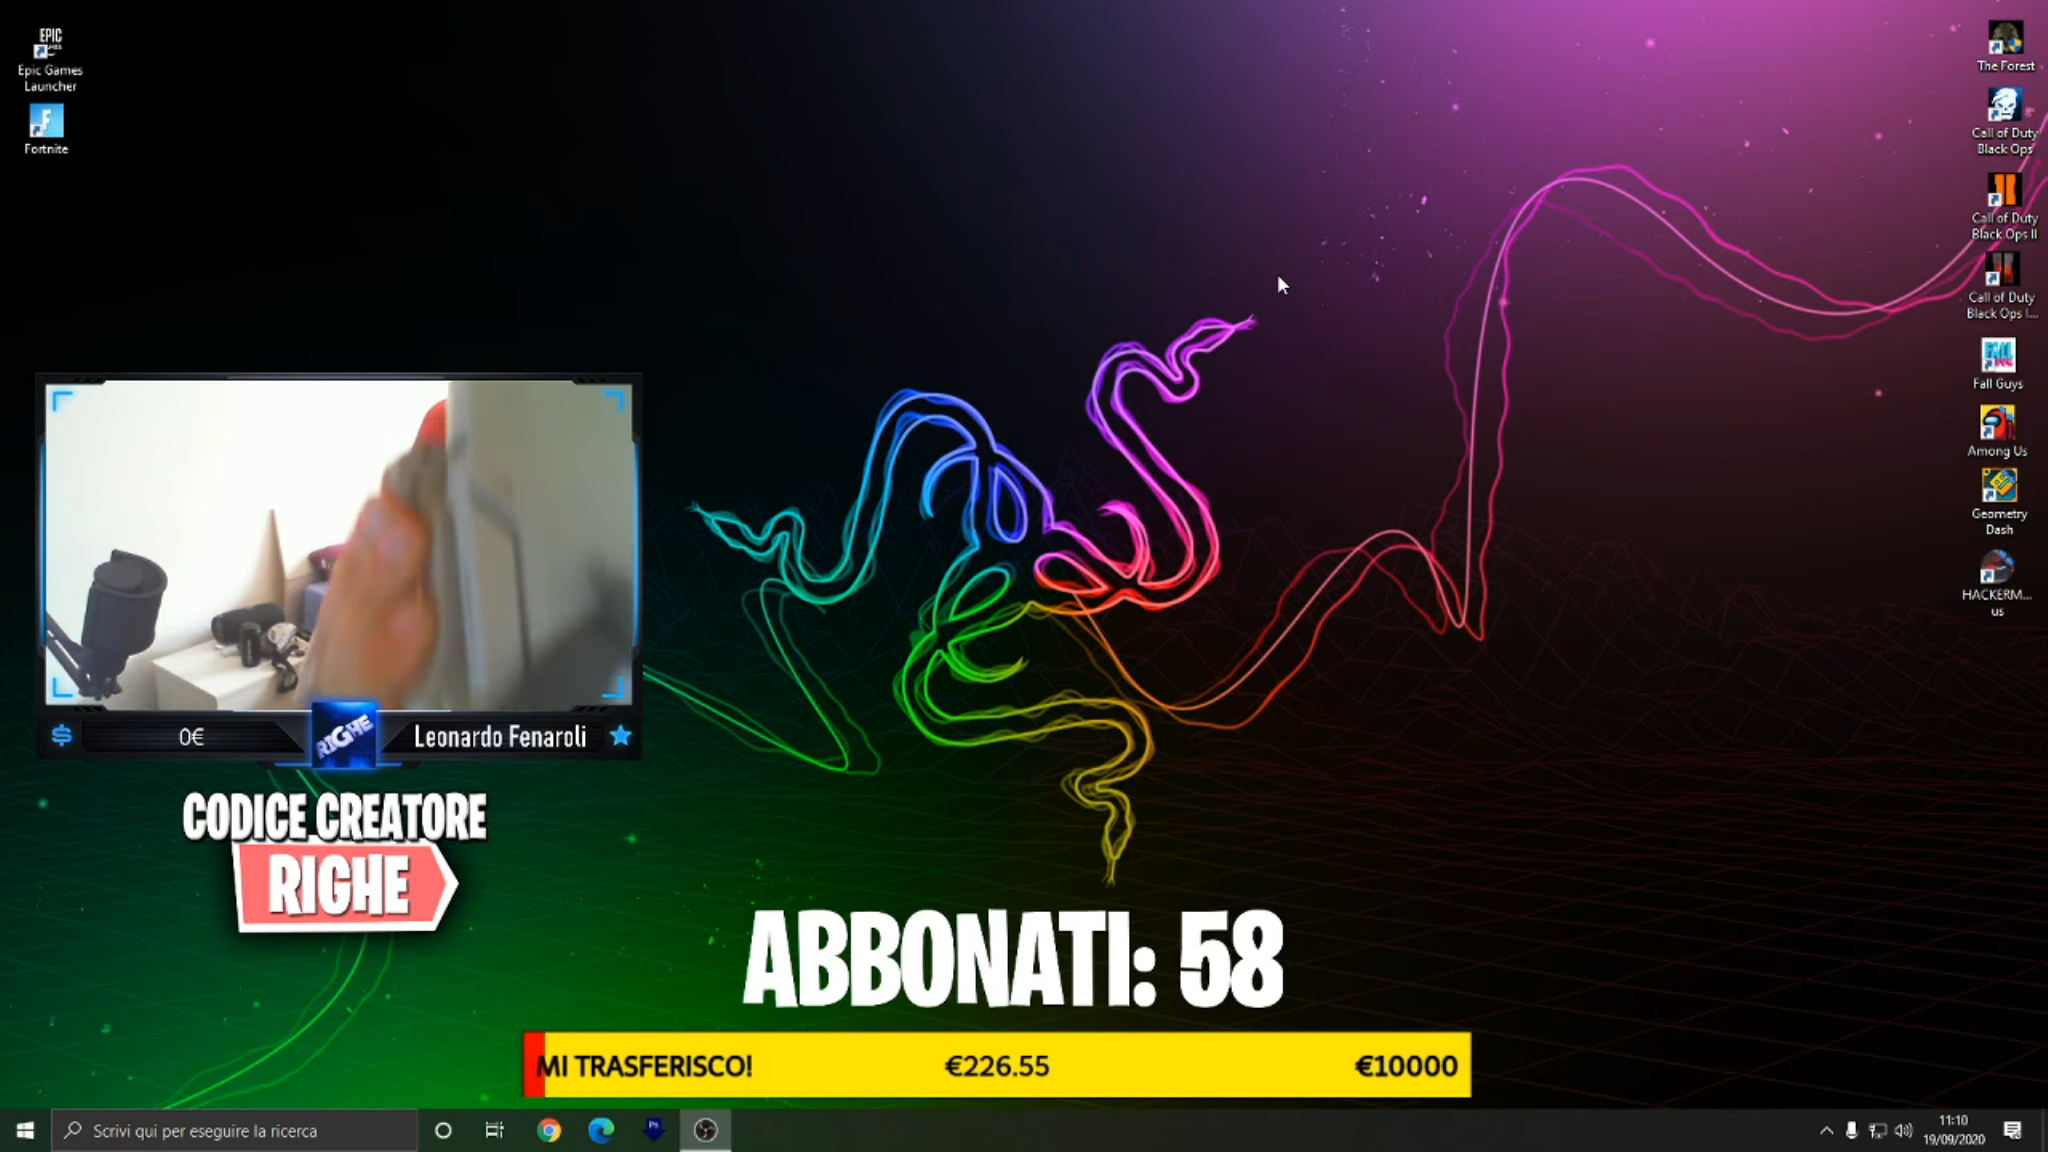 EPIC
Epic Games
Launcher
Fortnite
The Forest
Call of Duty
Black Ops
Call of Duty
Black Ops II
Call of Duty
Black Ops I...
FALL
Fall Guys
Among Us
Geometry
Dash
HACKERM...
us
0€
RIGHE
Leonardo Fenaroli
CODICE CREATORE
RIGHE
ABBONATI: 58
MI TRASFERISCO! €226.55 €10000
Scrivi qui per eseguire la ricerca
Ps
11:10
19/09/2020